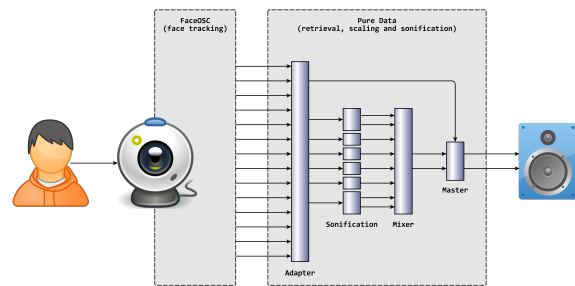 FaceOSC
(face tracking)
Pure Data
(retrieval, scaling and sonification)
Master
Sonification
Mixer
Adapter